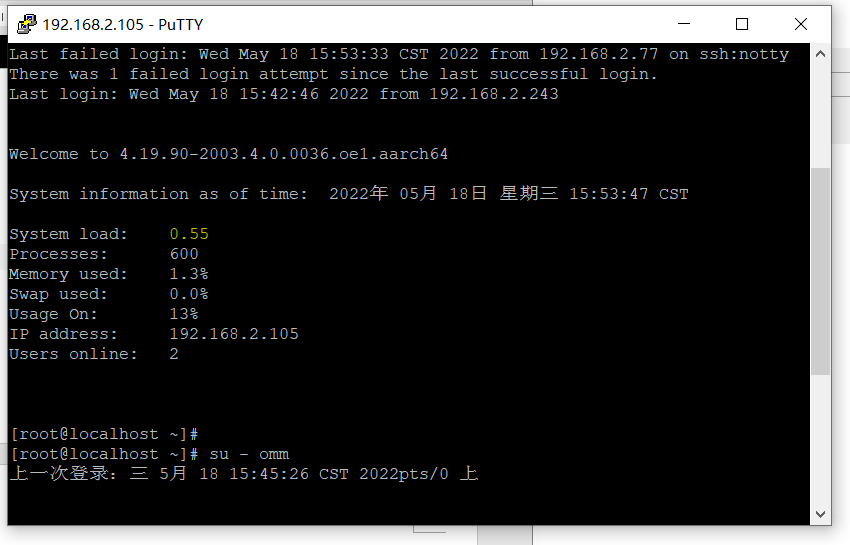 192.168.2.105 - PuTTY
Last failed login: Wed May 18 15:53:33 CST 2022 from 192.168.2.77 on ssh:notty
There was 1 failed login attempt since the last successful login.
Last login: Wed May 18 15:42:46 2022 from 192.168.2.243
Welcome to 4.19.90-2003.4.0.0036.oe1.aarch64
System information as of time:  2022年 05月 18日 星期三 15:53:47 CST
System load:    0.55
Processes:      600
Memory used:    1.3%
Swap used:      0.0%
Usage On:       13%
IP address:     192.168.2.105
Users online:   2
[root@localhost ~]#
[root@localhost ~]# su - omm
上一次登录：三 5月 18 15:45:26 CST 2022pts/0 上